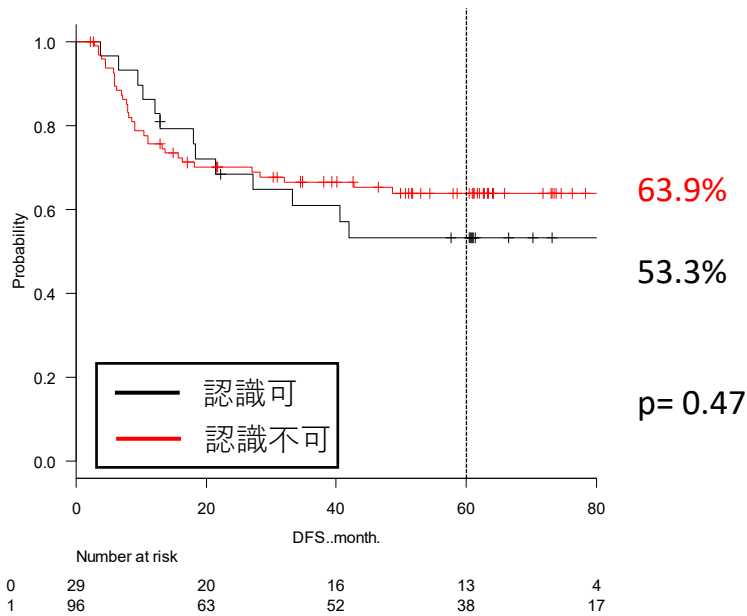 1.0
0.8
0.6
0.4
0.2
0.0
Probability
63.9%
53.3%
p= 0.47
認識可
認識不可
0 20 40 60 80
DFS..month.
Number at risk
0 29 20 16 13 4
1 96 63 52 38 17